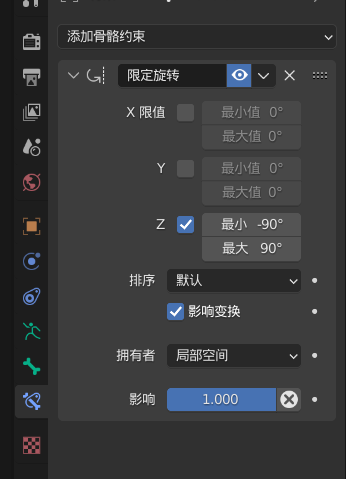 添加骨骼约束
限定旋转
X 限值 最小值 0°
最大值 0°
Y 最小值 0°
最大值 0°
Z 最小 -90°
最大 90°
排序 默认
影响变换
拥有者 局部空间
影响 1.000